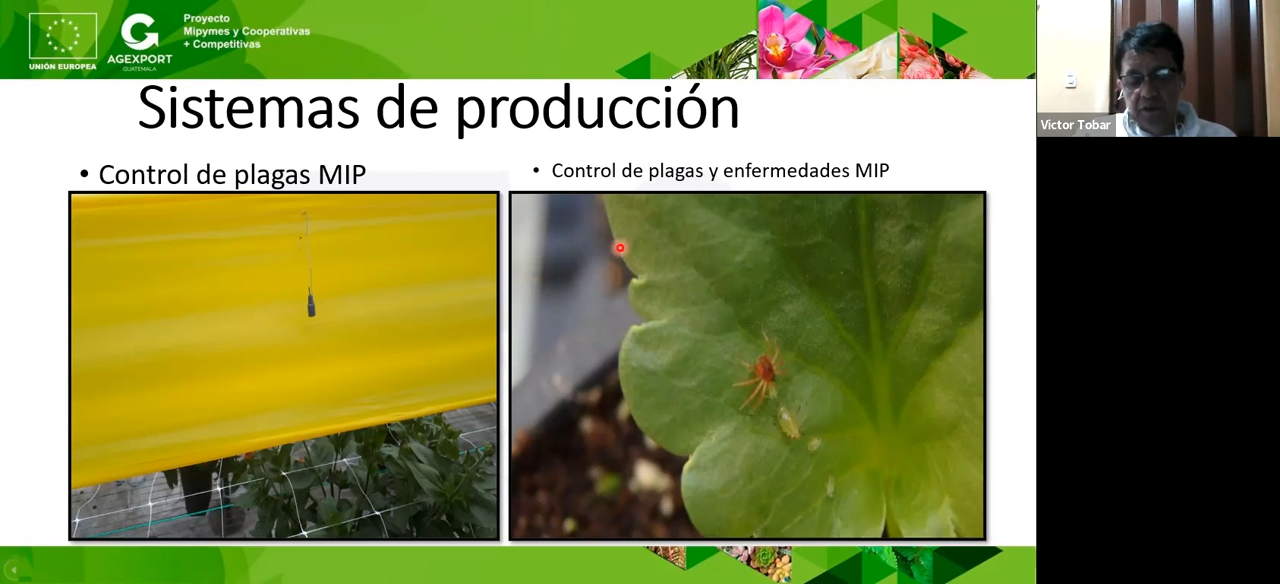 UNIÓN EUROPEA
AGEXPORT
GUATEMALA
Proyecto
Mipymes y Cooperativas
+ Competitivas
Sistemas de producción
• Control de plagas MIP
• Control de plagas y enfermedades MIP
Victor Tobar